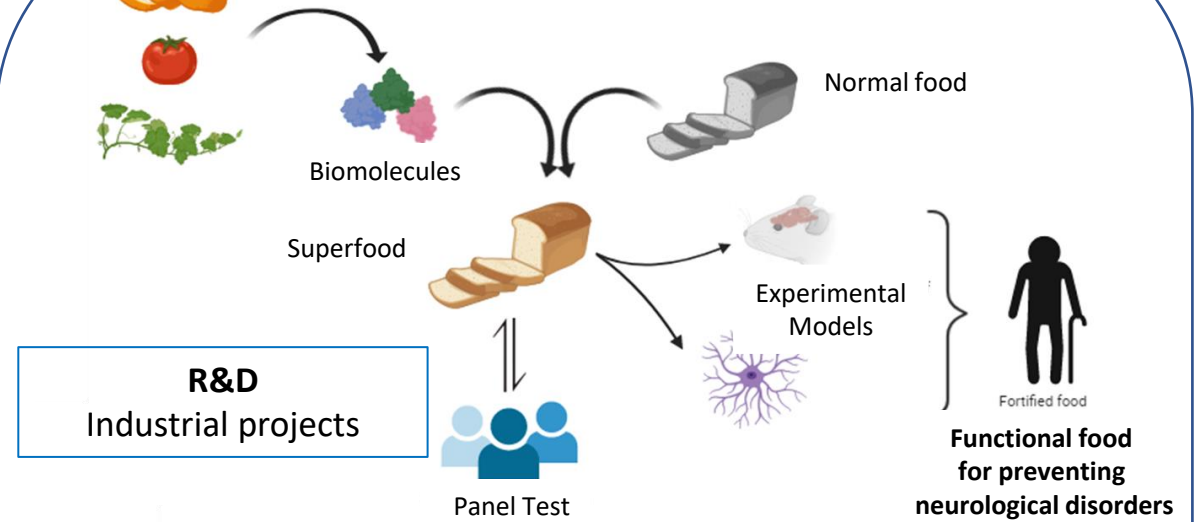 Normal food
Biomolecules
Superfood
Experimental
Models
R&D
Industrial projects
Fortified food
Functional food
for preventing
neurological disorders
Panel Test